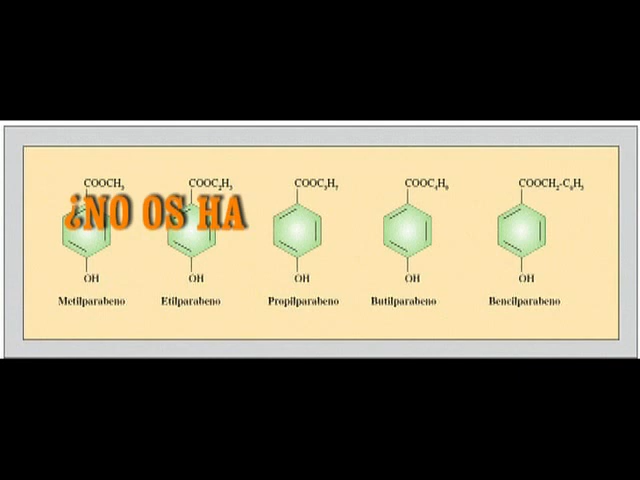 COOCH₃ COOC₂H₅ COOC₃H₇ COOC₄H₉ COOCH₂-C₆H₅
¿NO OS HA
OH OH OH OH OH
Metilparabeno Etilparabeno Propilparabeno Butilparabeno Bencilparabeno